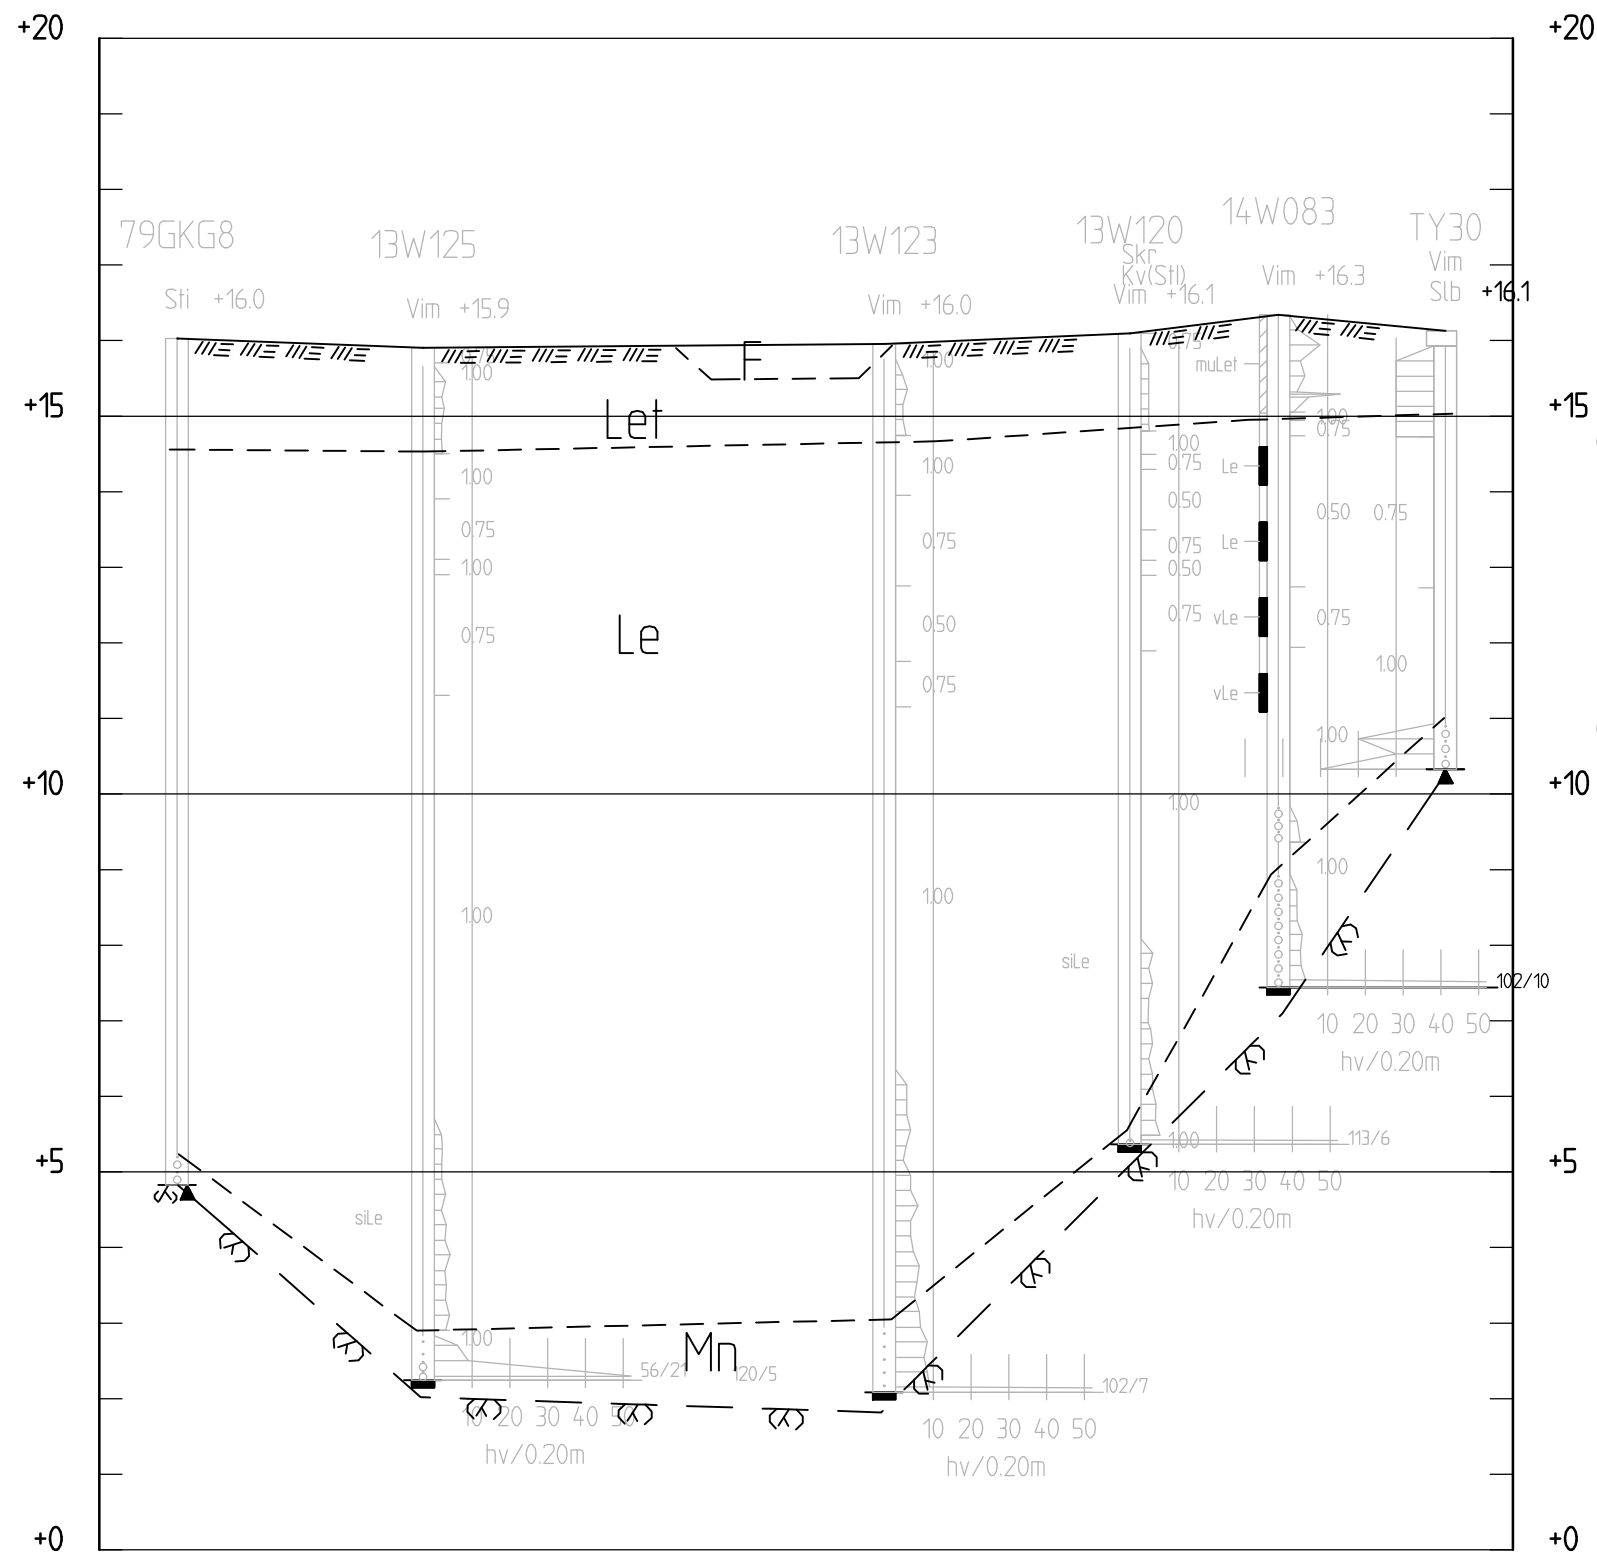 +20 +20
14W083
79GKG8 13W125 13W123 13W120 TY30
Skr Vim
Kv(Stl) Vim +16.3
Sti +16.0 Vim +15.9 Vim +16.0 Vim +16.1 Slb +16.1
F
1.00 1.00 muLet
+15 Let 1.00 +15
0.75
1.00 1.00 1.00
0.75 Le
0.50 0.50 0.75
0.75 0.75 0.75 Le
1.00 0.50
0.75 0.50 0.75 vLe 0.75
Le
1.00
0.75 vLe
1.00
+10 +10
1.00
1.00
1.00 1.00
siLe
102/10
10 20 30 40 50
hv/0.20m
1.00 113/6
+5 +5
10 20 30 40 50
siLe hv/0.20m
1.00
Mn
56/21 120/5 102/7
10 20 30 40 50 10 20 30 40 50
hv/0.20m hv/0.20m
+0 +0